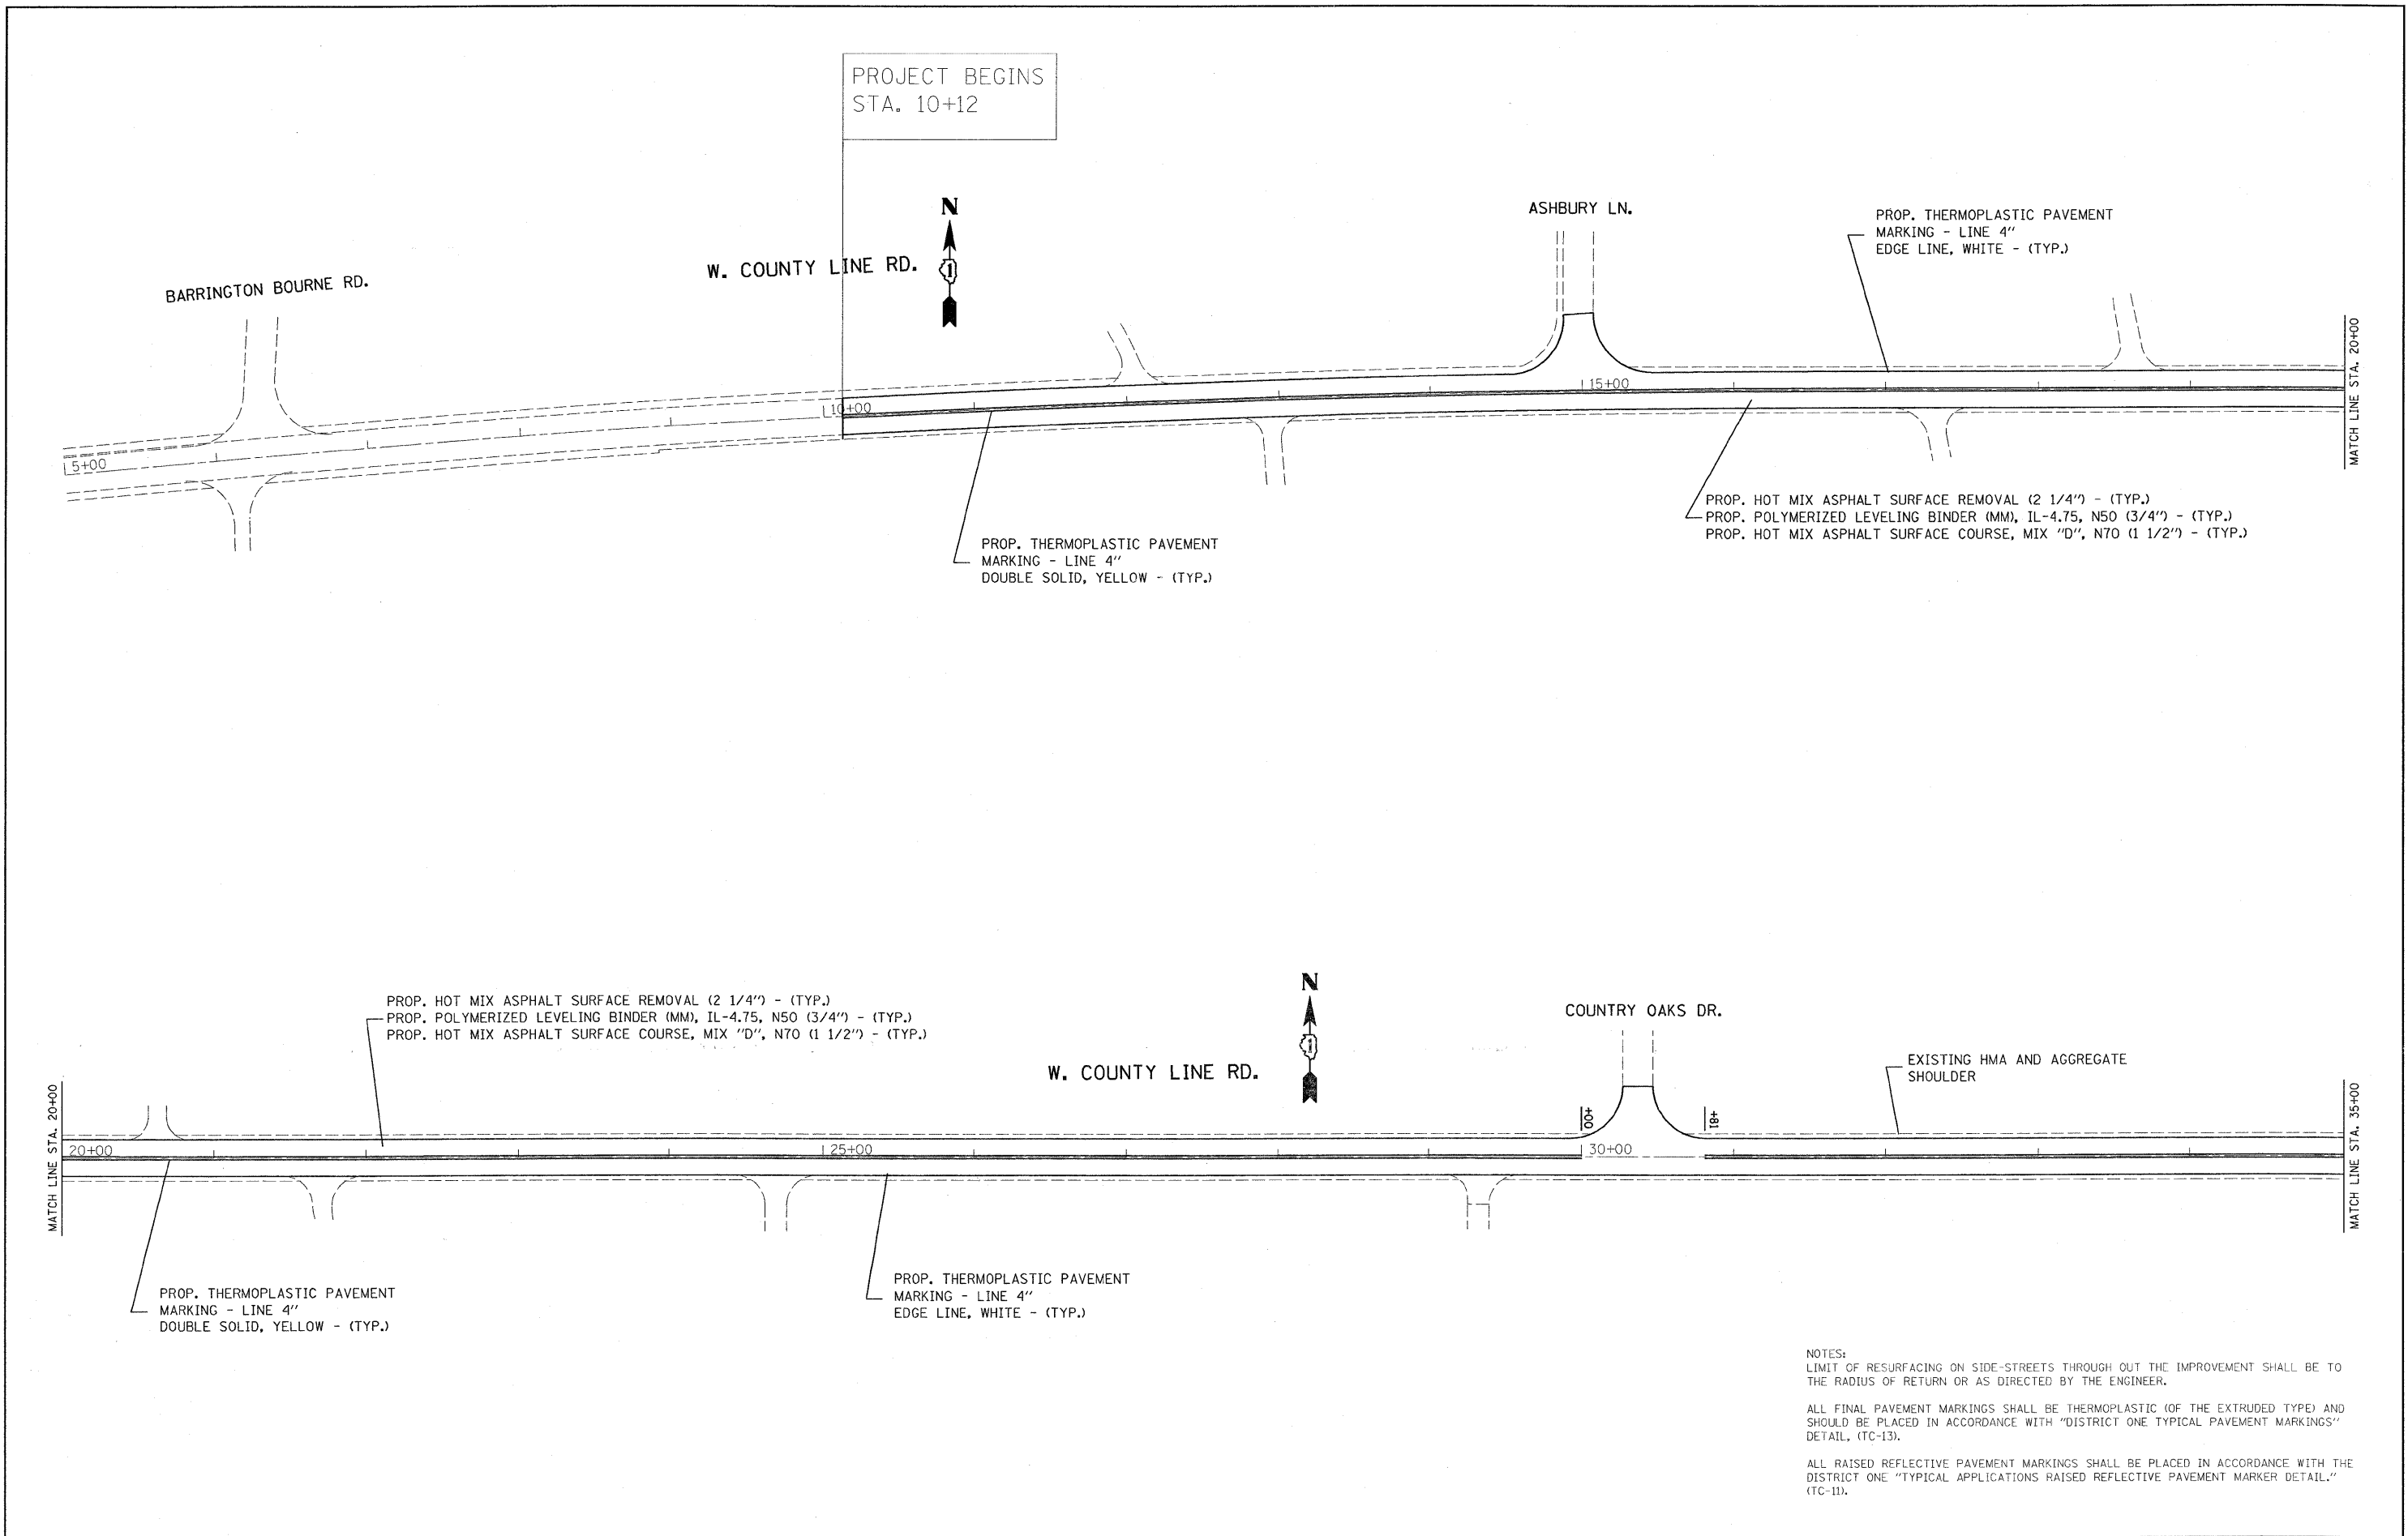 PROJECT BEGINS
STA. 10+12
N
1
W. COUNTY LINE RD.
BARRINGTON BOURNE RD.
ASHBURY LN.
PROP. THERMOPLASTIC PAVEMENT
MARKING - LINE 4"
EDGE LINE, WHITE - (TYP.)
5+00
10+00
15+00
MATCH LINE STA. 20+00
PROP. THERMOPLASTIC PAVEMENT
MARKING - LINE 4"
DOUBLE SOLID, YELLOW - (TYP.)
PROP. HOT MIX ASPHALT SURFACE REMOVAL (2 1/4") - (TYP.)
PROP. POLYMERIZED LEVELING BINDER (MM), IL-4.75, N50 (3/4") - (TYP.)
PROP. HOT MIX ASPHALT SURFACE COURSE, MIX "D", N70 (1 1/2") - (TYP.)
PROP. HOT MIX ASPHALT SURFACE REMOVAL (2 1/4") - (TYP.)
PROP. POLYMERIZED LEVELING BINDER (MM), IL-4.75, N50 (3/4") - (TYP.)
PROP. HOT MIX ASPHALT SURFACE COURSE, MIX "D", N70 (1 1/2") - (TYP.)
N
1
W. COUNTY LINE RD.
COUNTRY OAKS DR.
EXISTING HMA AND AGGREGATE
SHOULDER
MATCH LINE STA. 20+00
20+00
25+00
+00
30+00
+81
MATCH LINE STA. 35+00
PROP. THERMOPLASTIC PAVEMENT
MARKING - LINE 4"
DOUBLE SOLID, YELLOW - (TYP.)
PROP. THERMOPLASTIC PAVEMENT
MARKING - LINE 4"
EDGE LINE, WHITE - (TYP.)
NOTES:
LIMIT OF RESURFACING ON SIDE-STREETS THROUGH OUT THE IMPROVEMENT SHALL BE TO
THE RADIUS OF RETURN OR AS DIRECTED BY THE ENGINEER.
ALL FINAL PAVEMENT MARKINGS SHALL BE THERMOPLASTIC (OF THE EXTRUDED TYPE) AND
SHOULD BE PLACED IN ACCORDANCE WITH "DISTRICT ONE TYPICAL PAVEMENT MARKINGS"
DETAIL, (TC-13).
ALL RAISED REFLECTIVE PAVEMENT MARKINGS SHALL BE PLACED IN ACCORDANCE WITH THE
DISTRICT ONE "TYPICAL APPLICATIONS RAISED REFLECTIVE PAVEMENT MARKER DETAIL."
(TC-11).